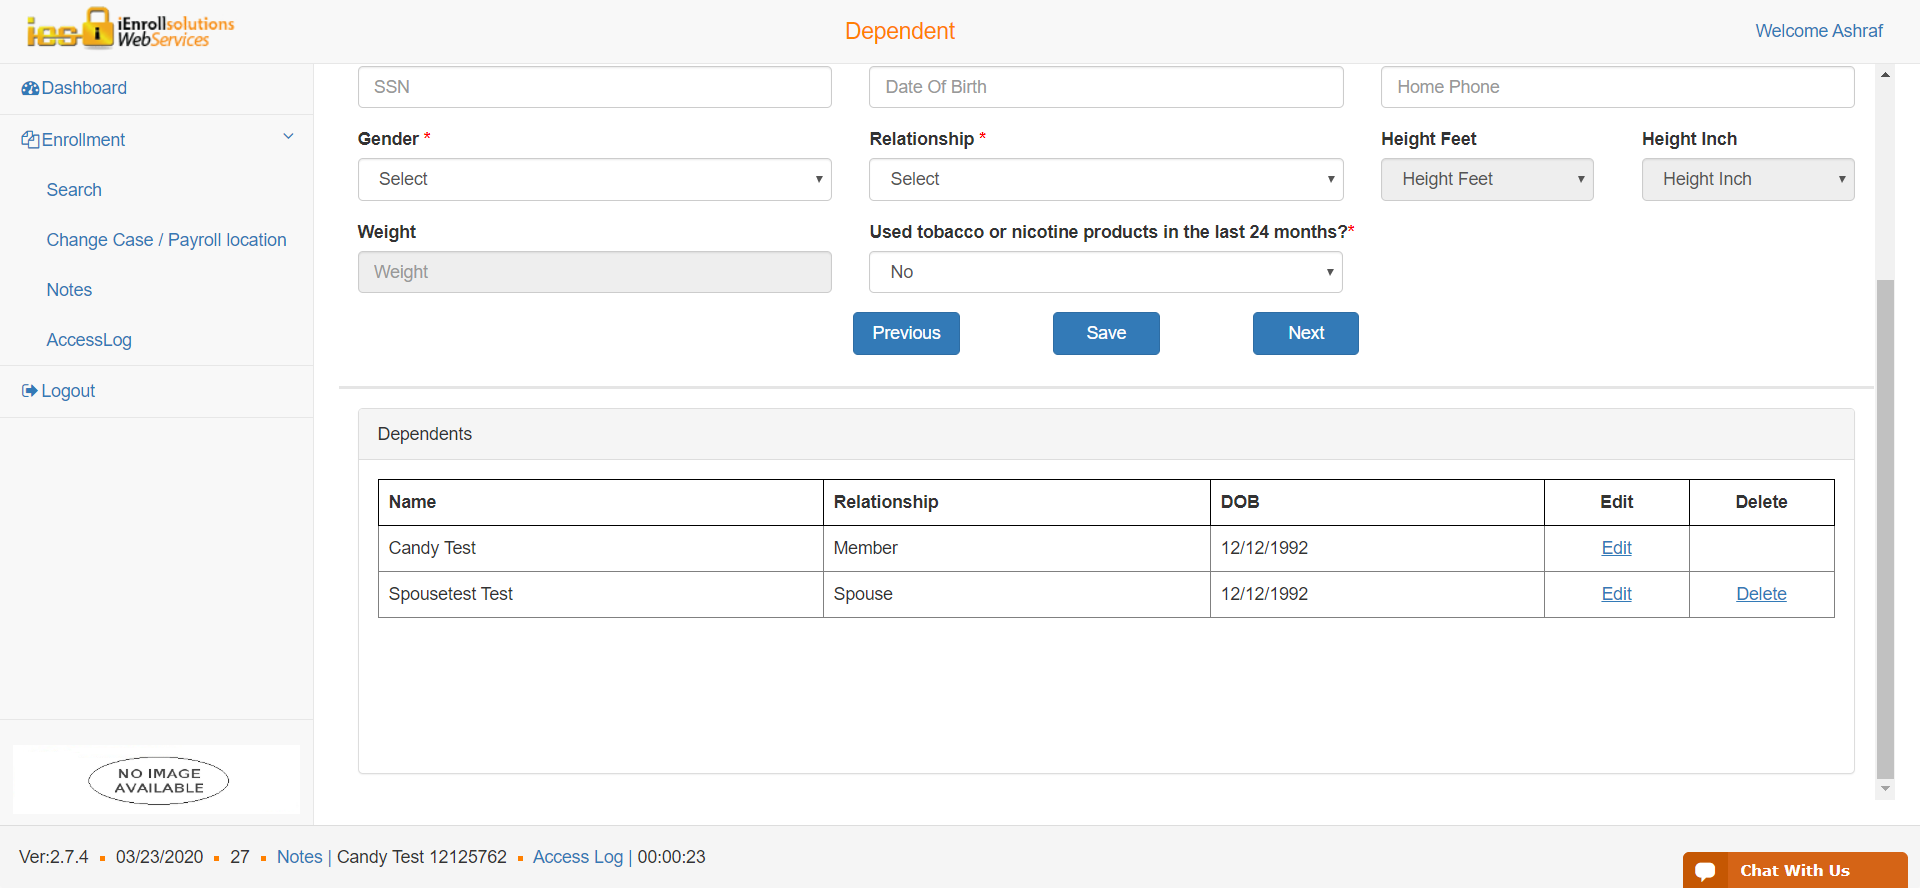 ies iEnrollsolutions
WebServices
Dependent
Welcome Ashraf
Dashboard
Enrollment
Search
Change Case / Payroll location
Notes
AccessLog
Logout
NO IMAGE
AVAILABLE
SSN
Date Of Birth
Home Phone
Gender *
Relationship *
Height Feet
Height Inch
Select
Select
Height Feet
Height Inch
Weight
Used tobacco or nicotine products in the last 24 months?*
Weight
No
Previous
Save
Next
Dependents
Name Relationship DOB Edit Delete
Candy Test Member 12/12/1992 Edit
Spousetest Test Spouse 12/12/1992 Edit Delete
Ver:2.7.4 ▪ 03/23/2020 ▪ 27 ▪ Notes | Candy Test 12125762 ▪ Access Log | 00:00:23
Chat With Us